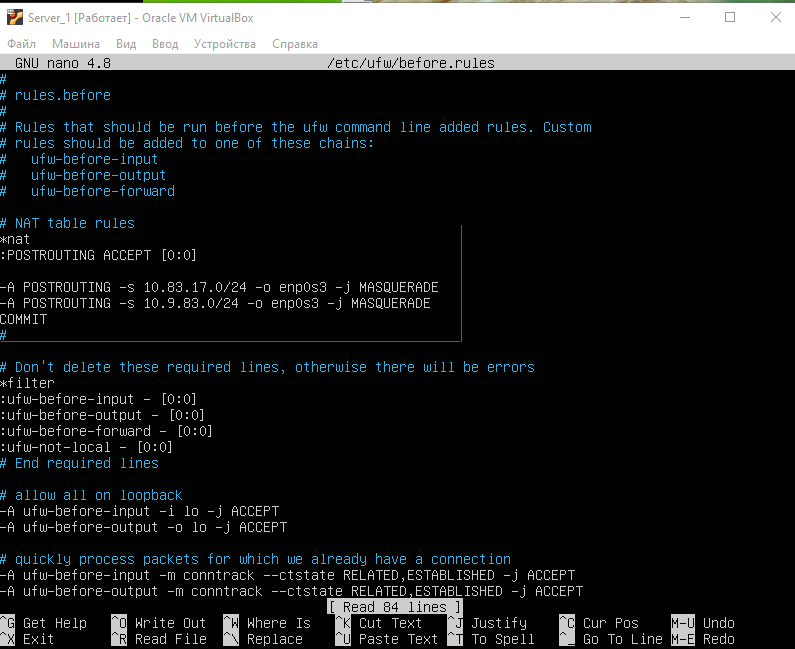 Server_1 [Работает] - Oracle VM VirtualBox
Файл Машина Вид Ввод Устройства Справка
GNU nano 4.8 /etc/ufw/before.rules
#
# rules.before
#
# Rules that should be run before the ufw command line added rules. Custom
# rules should be added to one of these chains:
#   ufw-before-input
#   ufw-before-output
#   ufw-before-forward
# NAT table rules
*nat
:POSTROUTING ACCEPT [0:0]
-A POSTROUTING -s 10.83.17.0/24 -o enp0s3 -j MASQUERADE
-A POSTROUTING -s 10.9.83.0/24 -o enp0s3 -j MASQUERADE
COMMIT
#
# Don't delete these required lines, otherwise there will be errors
*filter
:ufw-before-input - [0:0]
:ufw-before-output - [0:0]
:ufw-before-forward - [0:0]
:ufw-not-local - [0:0]
# End required lines
# allow all on loopback
-A ufw-before-input -i lo -j ACCEPT
-A ufw-before-output -o lo -j ACCEPT
# quickly process packets for which we already have a connection
-A ufw-before-input -m conntrack --ctstate RELATED,ESTABLISHED -j ACCEPT
-A ufw-before-output -m conntrack --ctstate RELATED,ESTABLISHED -j ACCEPT
[ Read 84 lines ]
^G Get Help ^O Write Out ^W Where Is ^K Cut Text ^J Justify ^C Cur Pos M-U Undo
^X Exit ^R Read File ^\ Replace ^U Paste Text ^T To Spell ^_ Go To Line M-E Redo